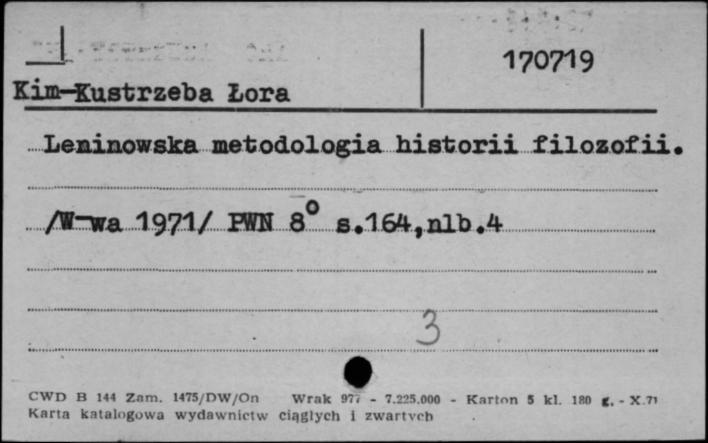 170719
Kim-Kustrzeba Łora
Leninowska metodologia historii filozofii.
/W-wa 1971/ PWN 8° s.164,nlb.4
3
CWD B 144 Zam. 1475/DW/On Wrak 977 - 7.225.000 - Karton 5 kl. 180 g. - X.71
Karta katalogowa wydawnictw ciągłych i zwartych